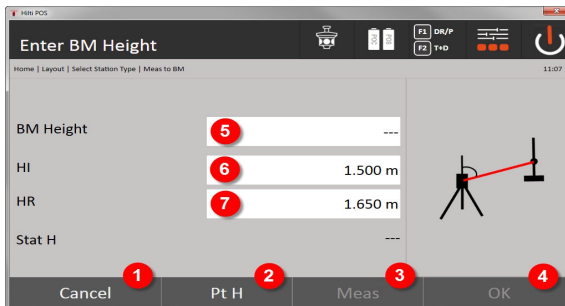 Hilti POS
Enter BM Height
POC POS
F1 DR/P
F2 T+D
Home | Layout | Select Station Type | Meas to BM 11:07
BM Height 5 ---
HI 6 1.500 m
HR 7 1.650 m
Stat H ---
1 2 3 4
Cancel Pt H Meas OK